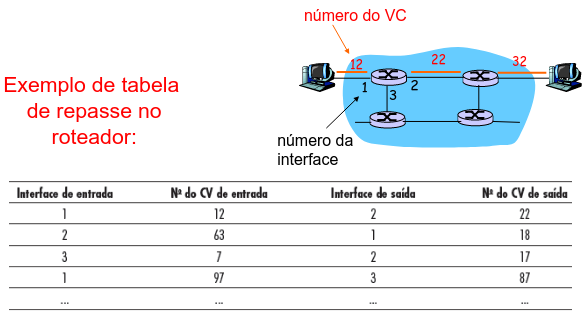 número do VC
12
22
32
1
2
3
Exemplo de tabela
de repasse no
roteador:
número da
interface
Interface de entrada Nº do CV de entrada Interface de saída Nº do CV de saída
1 12 2 22
2 63 1 18
3 7 2 17
1 97 3 87
... ... ... ...